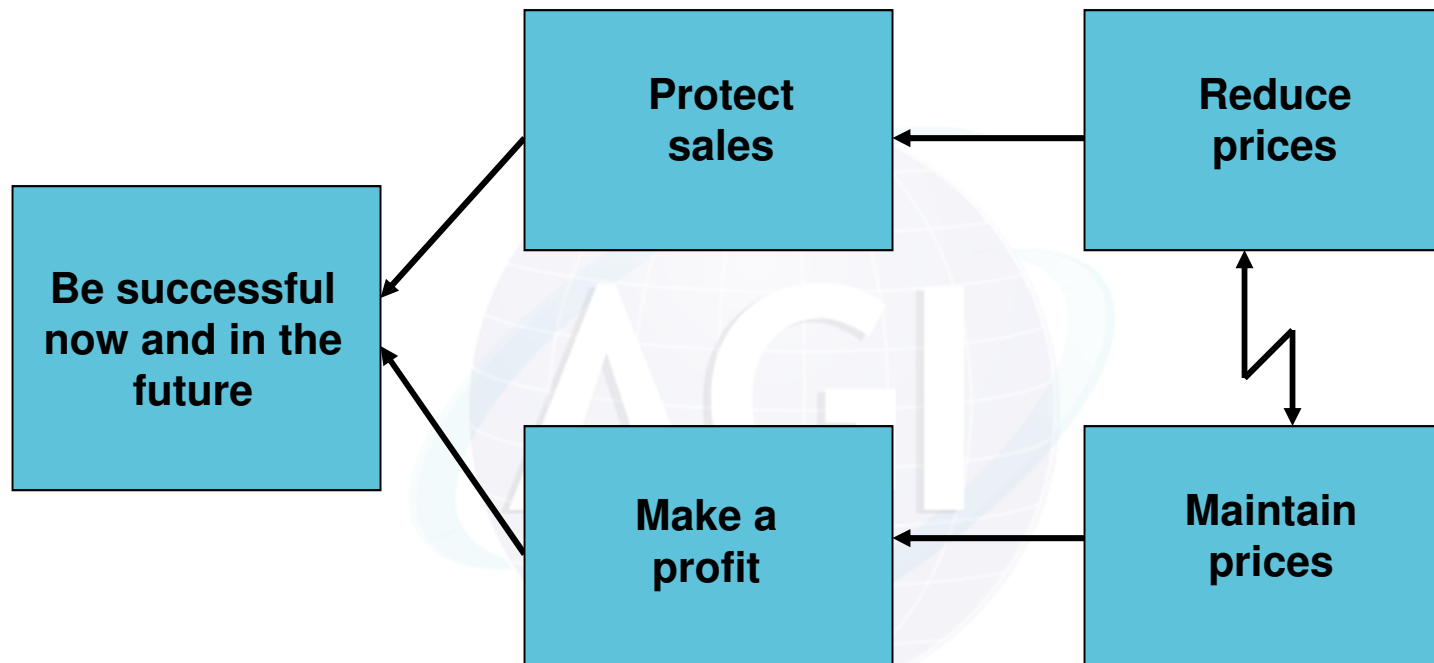 Protect
sales
Reduce
prices
Be successful
now and in the
future
AGI
Make a
profit
Maintain
prices